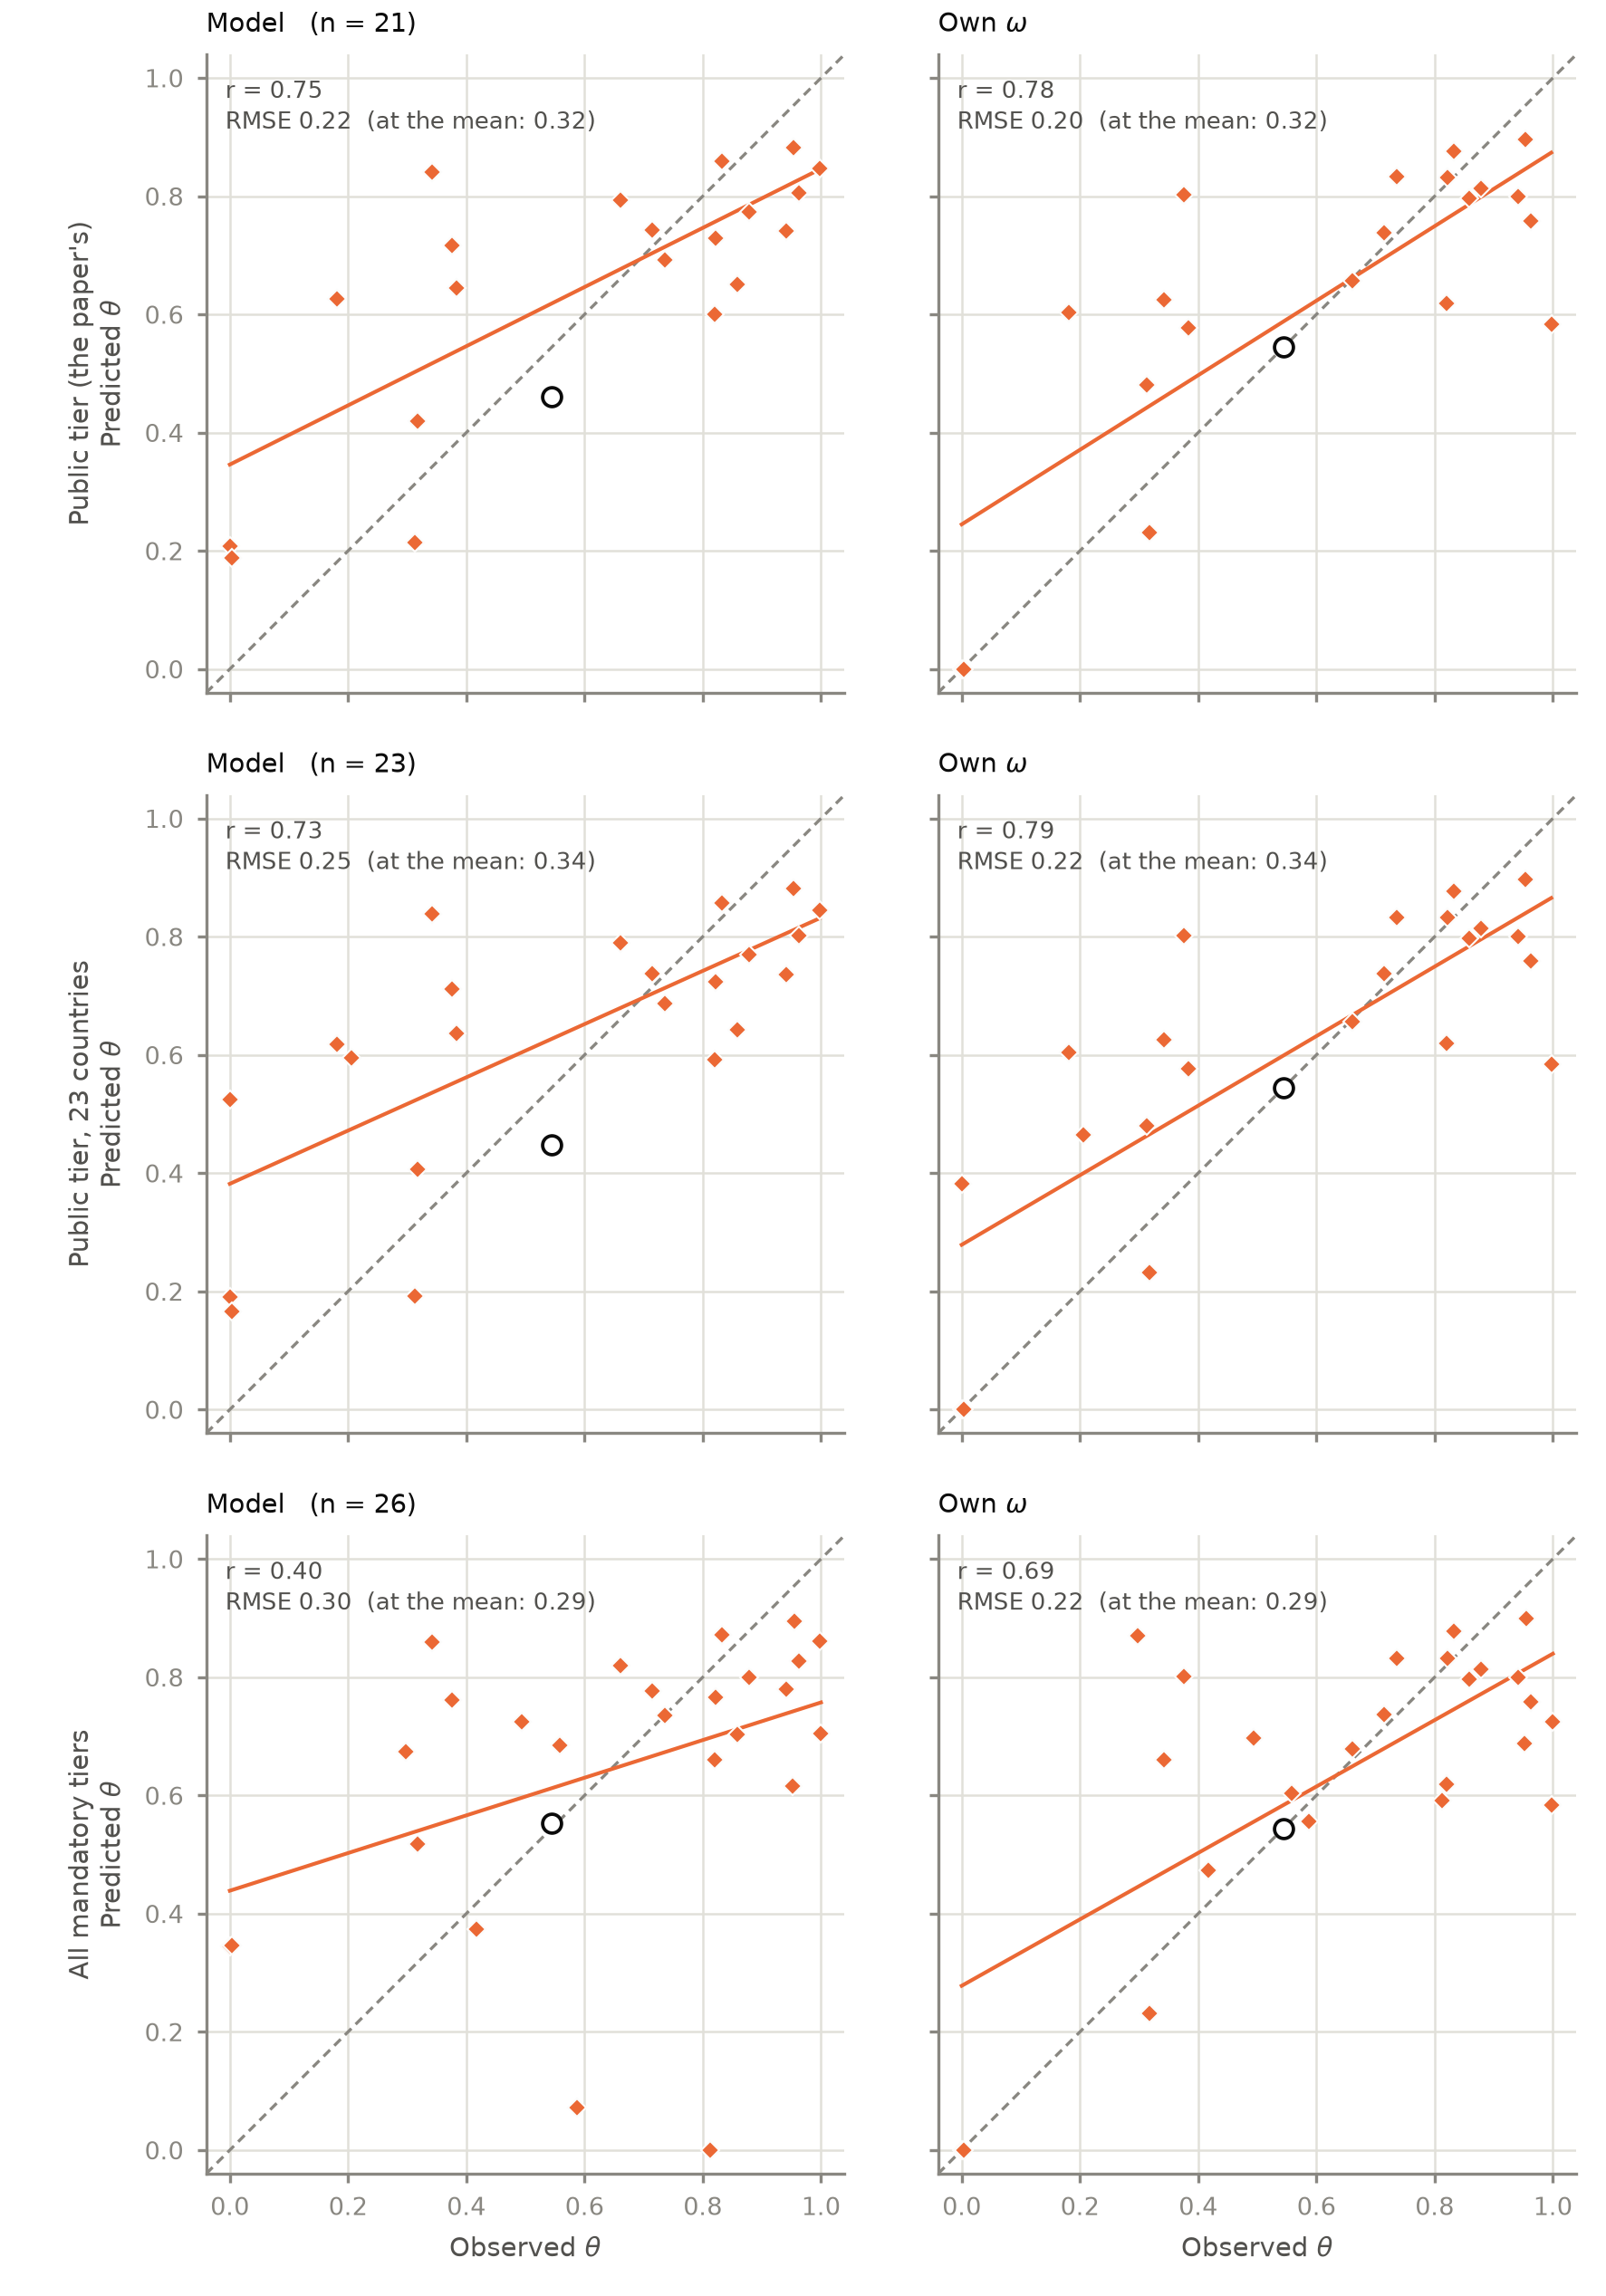 Model (n = 21)
Own ω
r = 0.75
RMSE 0.22 (at the mean: 0.32)
r = 0.78
RMSE 0.20 (at the mean: 0.32)
Public tier (the paper's)
Predicted θ
1.0
0.8
0.6
0.4
0.2
0.0
Model (n = 23)
Own ω
r = 0.73
RMSE 0.25 (at the mean: 0.34)
r = 0.79
RMSE 0.22 (at the mean: 0.34)
Public tier, 23 countries
Predicted θ
1.0
0.8
0.6
0.4
0.2
0.0
Model (n = 26)
Own ω
r = 0.40
RMSE 0.30 (at the mean: 0.29)
r = 0.69
RMSE 0.22 (at the mean: 0.29)
All mandatory tiers
Predicted θ
1.0
0.8
0.6
0.4
0.2
0.0
0.0 0.2 0.4 0.6 0.8 1.0
0.0 0.2 0.4 0.6 0.8 1.0
Observed θ
Observed θ